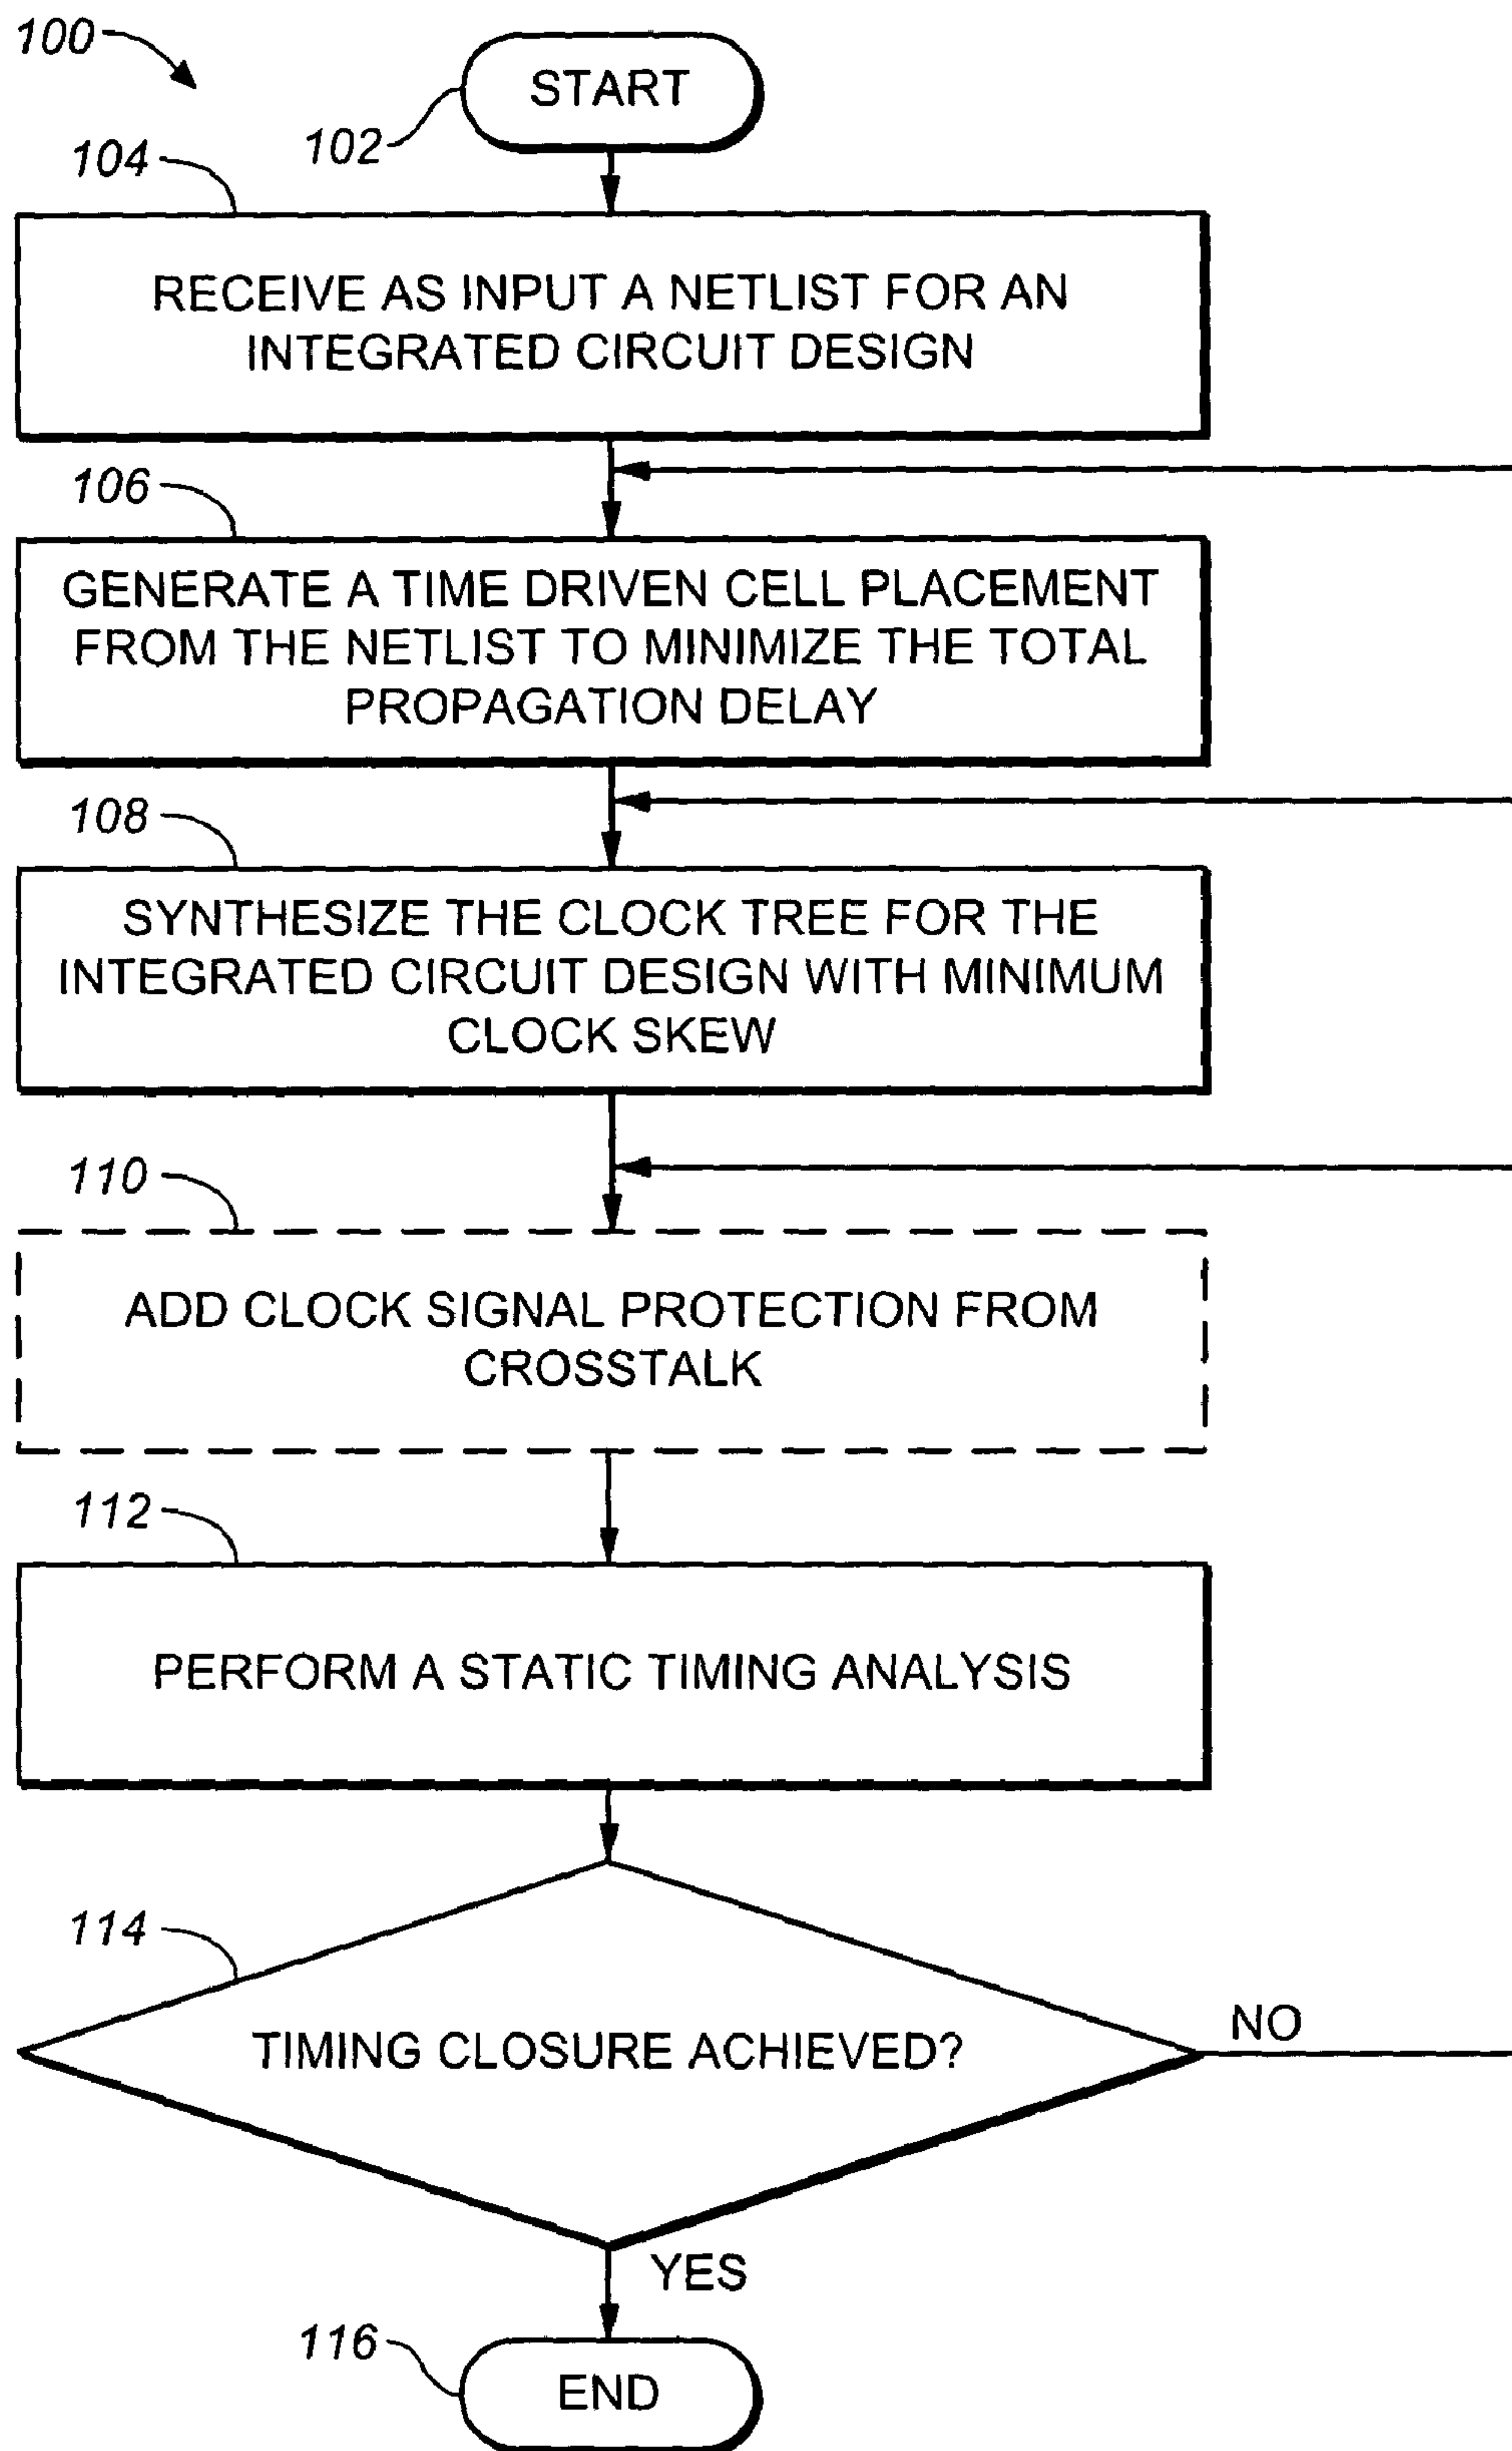 100
START
102
104
RECEIVE AS INPUT A NETLIST FOR AN
INTEGRATED CIRCUIT DESIGN
106
GENERATE A TIME DRIVEN CELL PLACEMENT
FROM THE NETLIST TO MINIMIZE THE TOTAL
PROPAGATION DELAY
108
SYNTHESIZE THE CLOCK TREE FOR THE
INTEGRATED CIRCUIT DESIGN WITH MINIMUM
CLOCK SKEW
110
ADD CLOCK SIGNAL PROTECTION FROM
CROSSTALK
112
PERFORM A STATIC TIMING ANALYSIS
114
TIMING CLOSURE ACHIEVED?
NO
YES
116
END